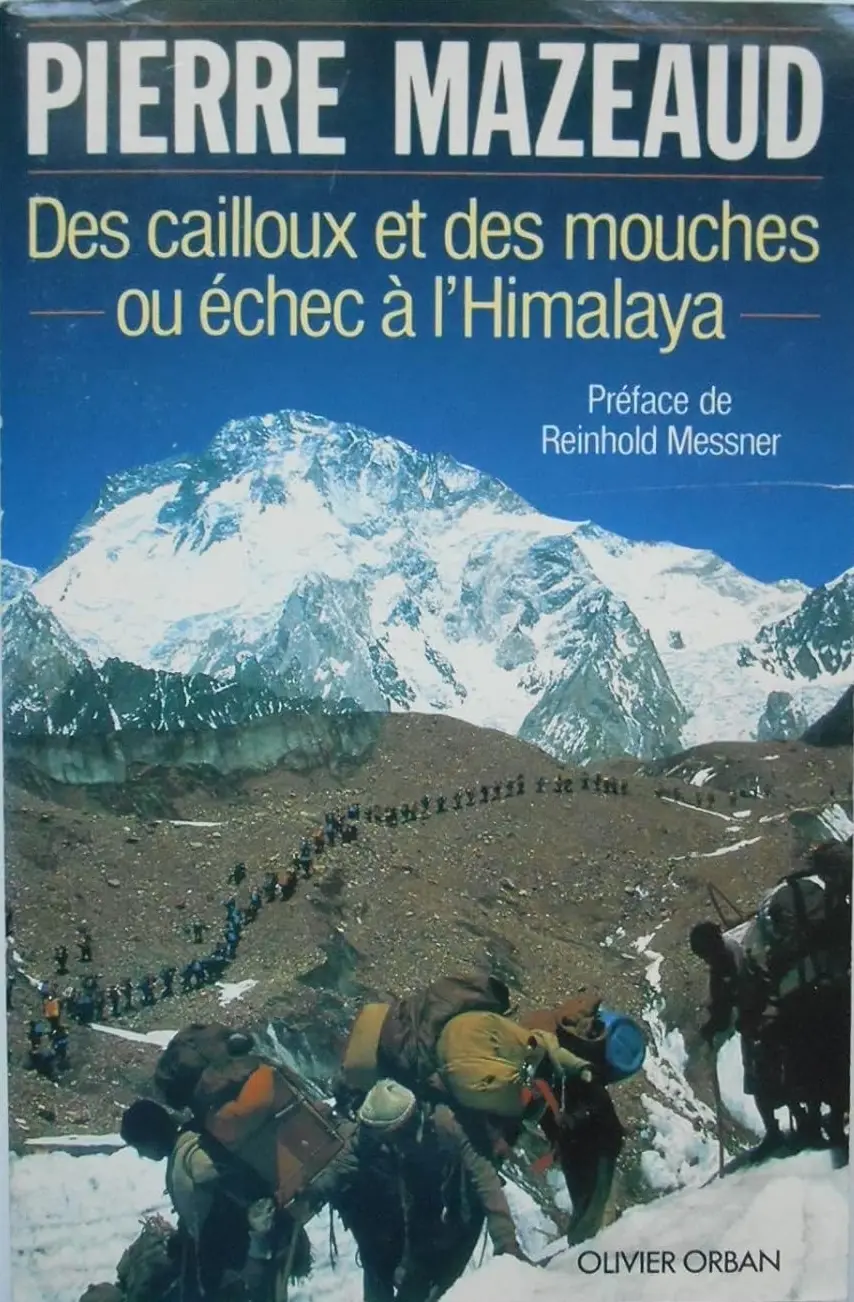 PIERRE MAZEAUD
Des cailloux et des mouches
ou échec à l'Himalaya
Préface de
Reinhold Messner
OLIVIER ORBAN